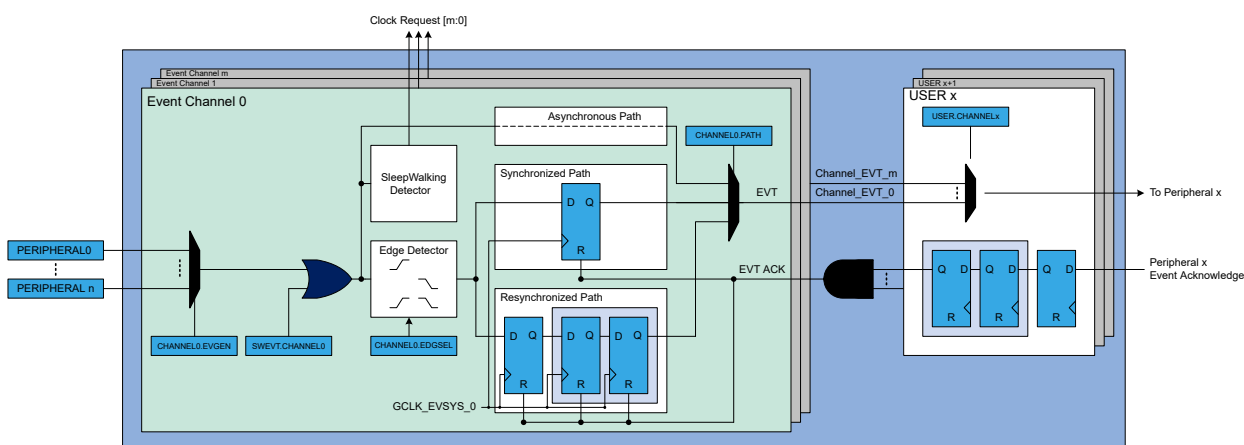 Clock Request [m:0]
Event Channel m
Event Channel 1
Event Channel 0
USER x+1
USER x
Asynchronous Path
CHANNEL0.PATH
USER.CHANNELx
SleepWalking
Detector
Synchronized Path
D Q
R
EVT
Channel_EVT_m
Channel_EVT_0
To Peripheral x
PERIPHERAL0
PERIPHERAL n
Edge Detector
EVT ACK
Q D
R
Q D
R
Q D
R
Peripheral x
Event Acknowledge
CHANNEL0.EVGEN
SWEVT.CHANNEL0
CHANNEL0.EDGSEL
Resynchronized Path
D Q
R
D Q
R
D Q
R
GCLK_EVSYS_0